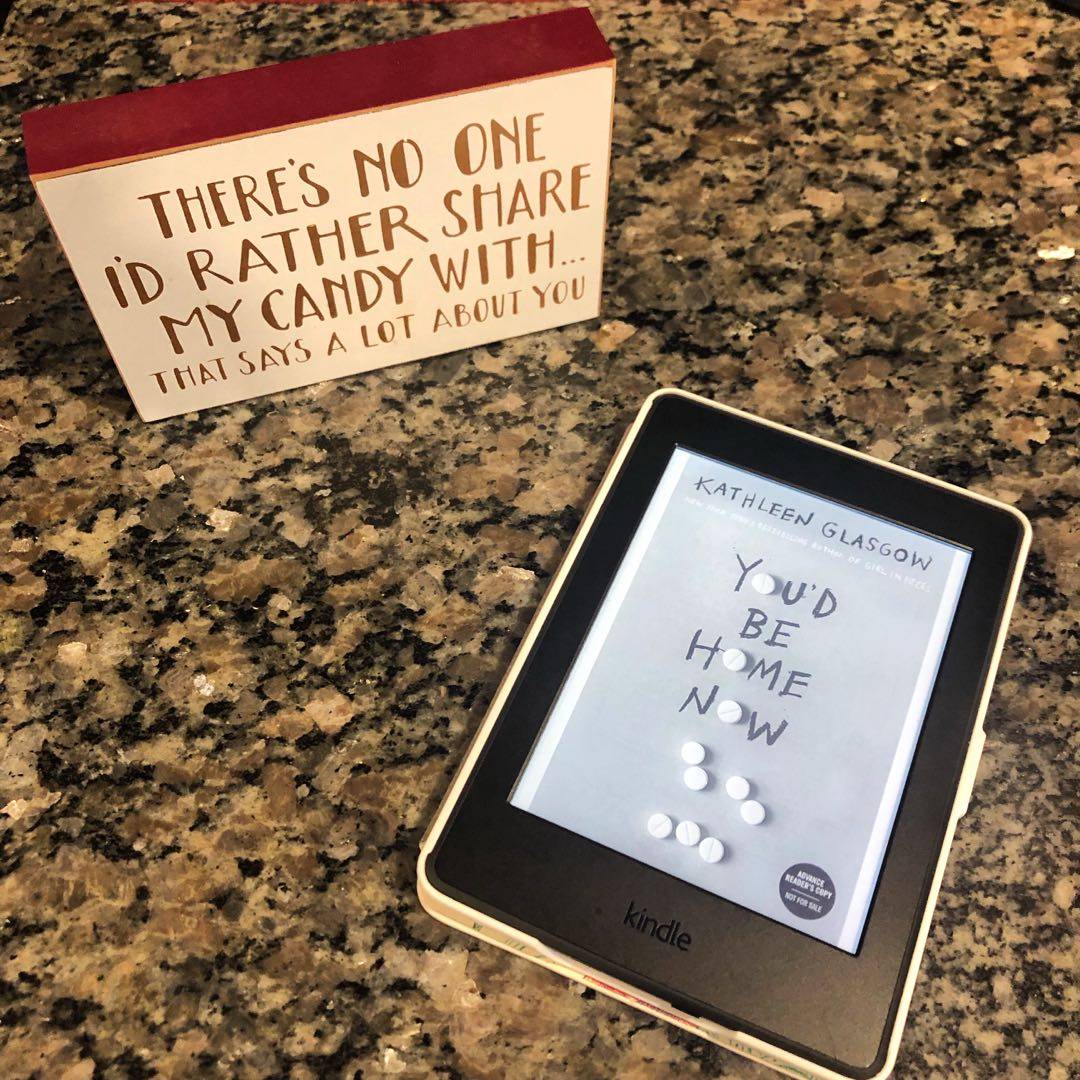 THERE'S NO ONE
I'D RATHER SHARE
MY CANDY WITH...
THAT SAYS A LOT ABOUT YOU
KATHLEEN GLASGOW
NEW YORK TIMES BESTSELLING AUTHOR OF GIRL IN PIECES
YOU'D
BE
HOME
NOW
ADVANCE
READER'S COPY
NOT FOR SALE
kindle